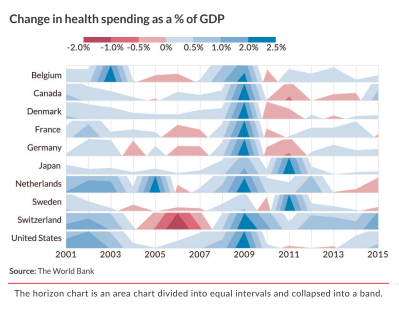 Change in health spending as a % of GDP
-2.0% -1.0% -0.5% 0% 0.5% 1.0% 2.0% 2.5%
Belgium
Canada
Denmark
France
Germany
Japan
Netherlands
Sweden
Switzerland
United States
2001 2003 2005 2007 2009 2011 2013 2015
Source: The World Bank
The horizon chart is an area chart divided into equal intervals and collapsed into a band.